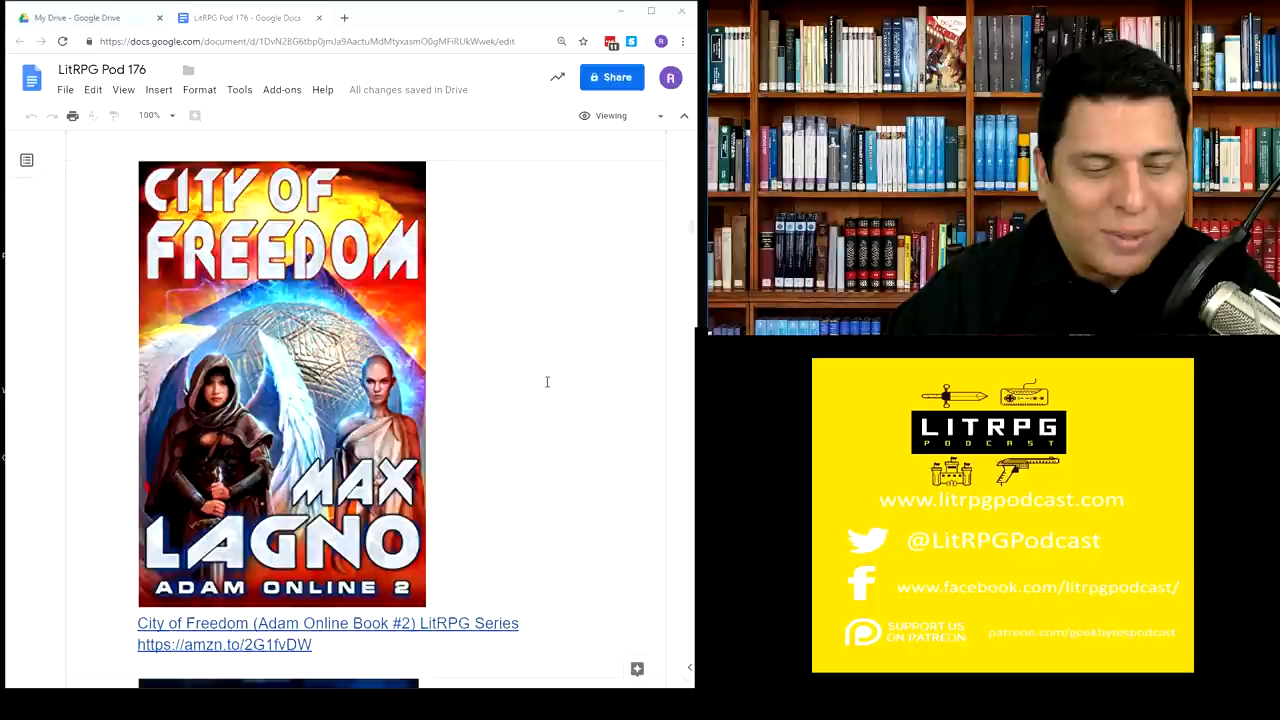 My Drive - Google Drive
LitRPG Pod 176 - Google Docs
https://docs.google.com/document/d/1DvN2BG6tbp0jmJa9AactuMdMtyxasmO0gMFiRUkWwek/edit
LitRPG Pod 176
Share
R
File Edit View Insert Format Tools Add-ons Help All changes saved in Drive
100%
Viewing
CITY OF
FREEDOM
MAX
LAGNO
ADAM ONLINE 2
City of Freedom (Adam Online Book #2) LitRPG Series
https://amzn.to/2G1fvDW
LITRPG
PODCAST
www.litrpgpodcast.com
@LitRPGPodcast
www.facebook.com/litrpgpodcast/
SUPPORT US
ON PATREON
patreon.com/geekbytespodcast